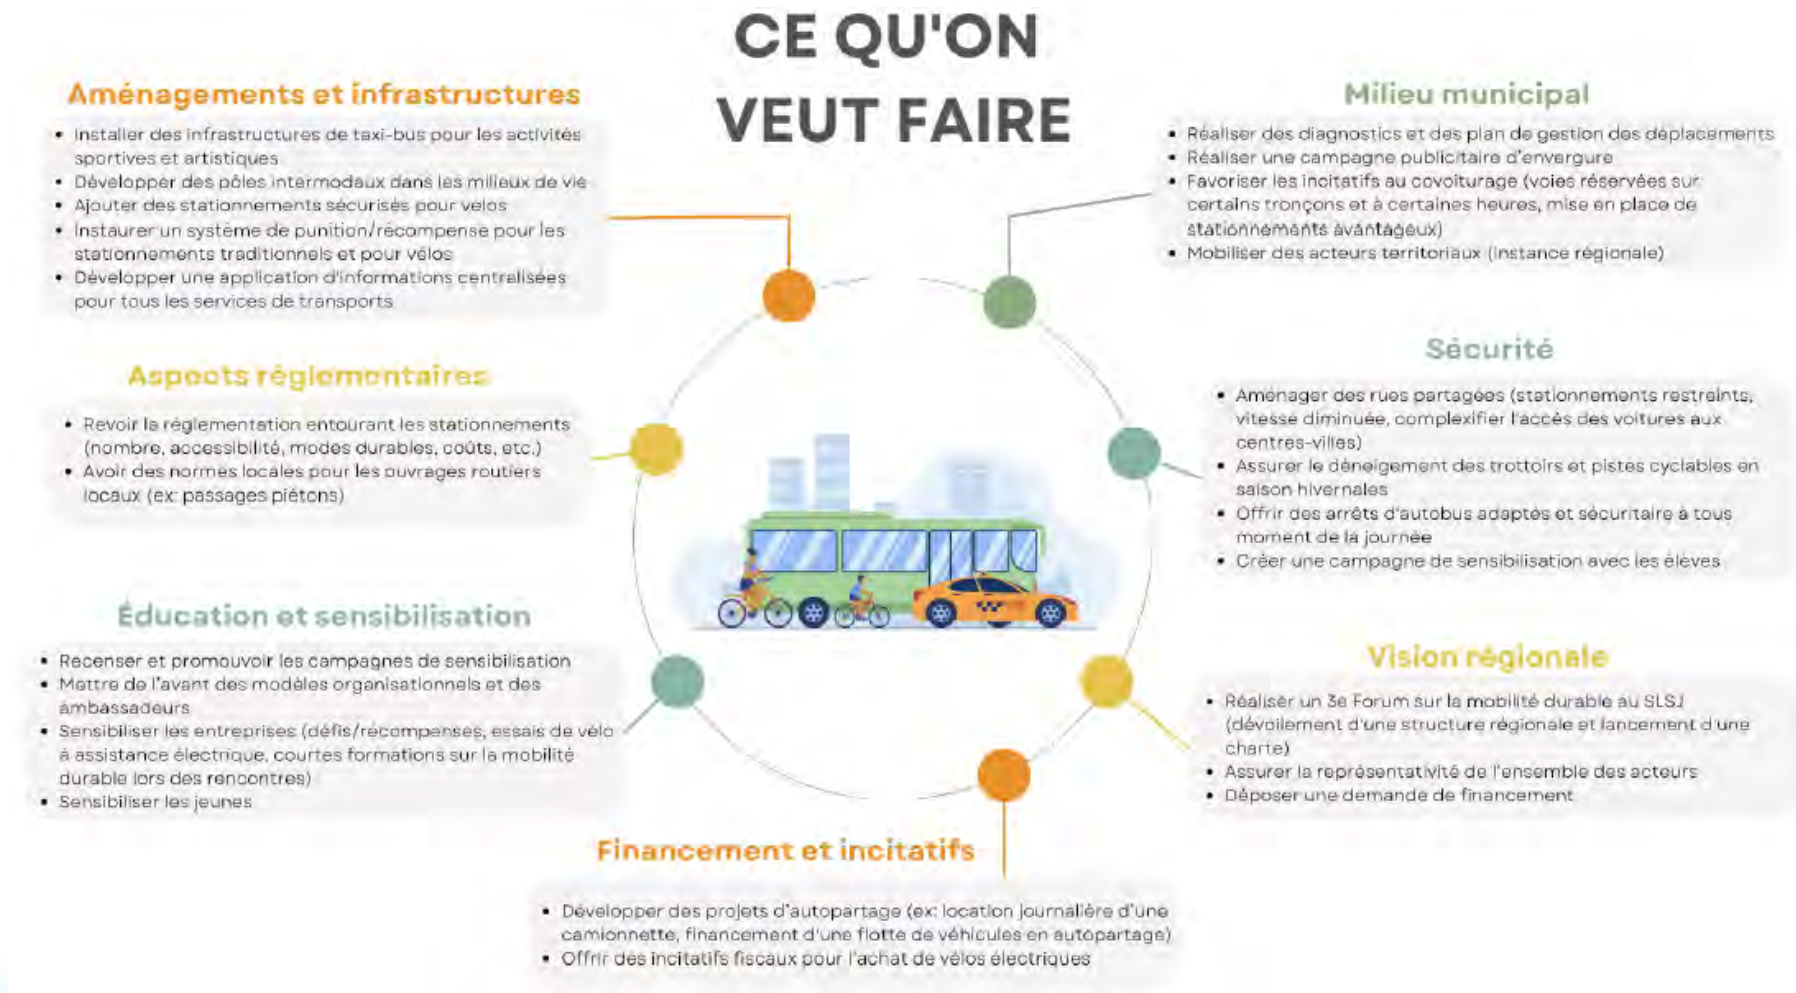 CE QU'ON
VEUT FAIRE
Aménagements et infrastructures
• Installer des infrastructures de taxi-bus pour les activités
sportives et artistiques
• Développer des pôles intermodaux dans les milieux de vie
• Ajouter des stationnements sécurisés pour vélos
• Instaurer un système de punition/récompense pour les
stationnements traditionnels et pour vélos
• Développer une application d'informations centralisées
pour tous les services de transports
Aspects réglementaires
• Revoir la réglementation entourant les stationnements
(nombre, accessibilité, modes durables, coûts, etc.)
• Avoir des normes locales pour les ouvrages routiers
locaux (ex: passages piétons)
Éducation et sensibilisation
• Recenser et promouvoir les campagnes de sensibilisation
• Mettre de l'avant des modèles organisationnels et des
ambassadeurs
• Sensibiliser les entreprises (défis/récompenses, essais de vélo
à assistance électrique, courtes formations sur la mobilité
durable lors des rencontres)
• Sensibiliser les jeunes
Financement et incitatifs
• Développer des projets d'autopartage (ex: location journalière d'une
camionnette, financement d'une flotte de véhicules en autopartage)
• Offrir des incitatifs fiscaux pour l'achat de vélos électriques
Milieu municipal
• Réaliser des diagnostics et des plan de gestion des déplacements
• Réaliser une campagne publicitaire d'envergure
• Favoriser les incitatifs au covoiturage (voies réservées sur
certains tronçons et à certaines heures, mise en place de
stationnements avantageux)
• Mobiliser des acteurs territoriaux (instance régionale)
Sécurité
• Aménager des rues partagées (stationnements restreints,
vitesse diminuée, complexifier l'accès des voitures aux
centres-villes)
• Assurer le déneigement des trottoirs et pistes cyclables en
saison hivernales
• Offrir des arrêts d'autobus adaptés et sécuritaire à tous
moment de la journée
• Créer une campagne de sensibilisation avec les élèves
Vision régionale
• Réaliser un 3e Forum sur la mobilité durable au SLSJ
(dévoilement d'une structure régionale et lancement d'une
charte)
• Assurer la représentativité de l'ensemble des acteurs
• Déposer une demande de financement